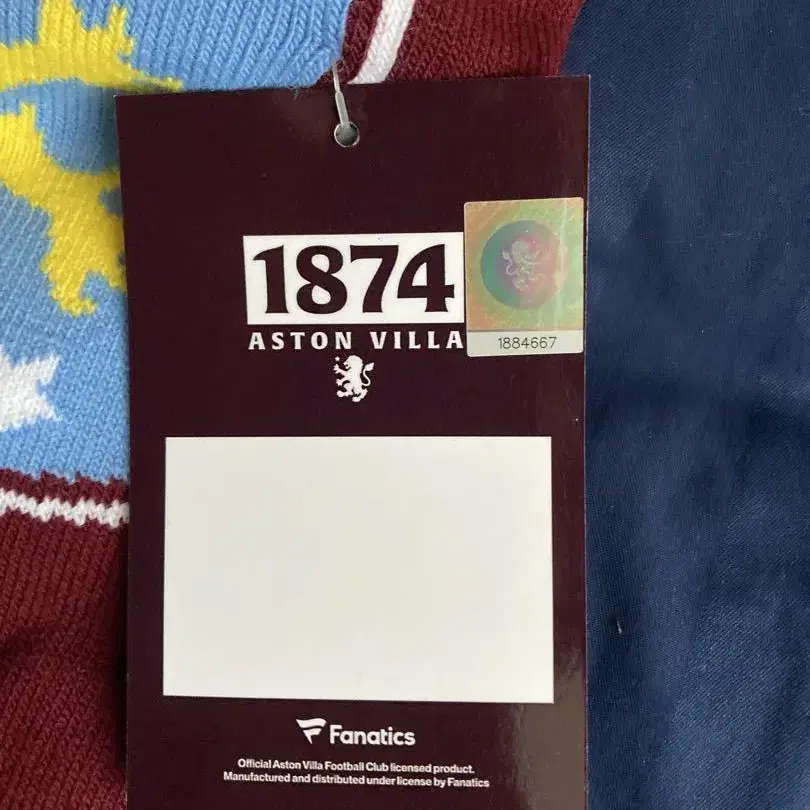 1874
ASTON VILLA
1884667
Fanatics
Official Aston Villa Football Club licensed product.
Manufactured and distributed under license by Fanatics